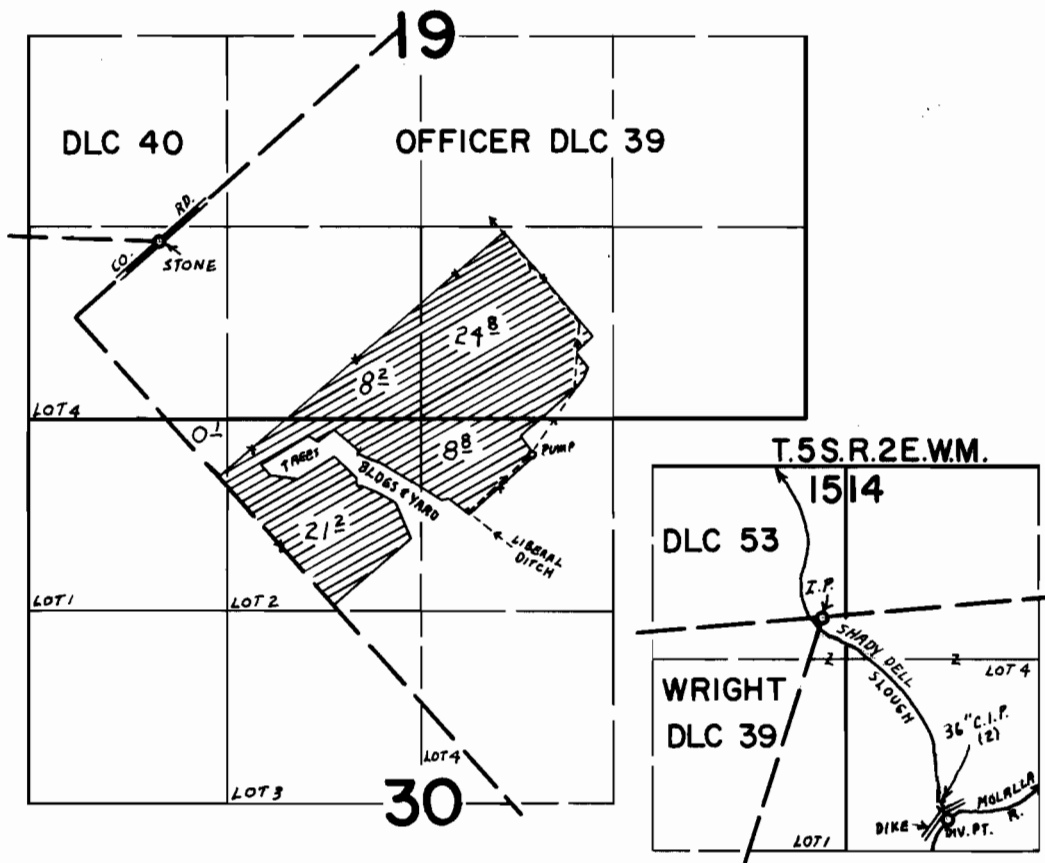 19
DLC 40
OFFICER DLC 39
CO. RD.
STONE
24 8
8 2
LOT 4
0 1
TREES
BLDGS & YARD
8 8
PUMP
21 2
LIBERAL
DITCH
LOT 1
LOT 2
LOT 4
LOT 3
30
T.5S.R.2E.W.M.
15 14
DLC 53
I.P.
SHADY DELL
SLOUGH
Z
Z
LOT 4
WRIGHT
DLC 39
36" C.I.P.
(2)
MOLALLA
R.
DIKE
DIV. PT.
LOT 1